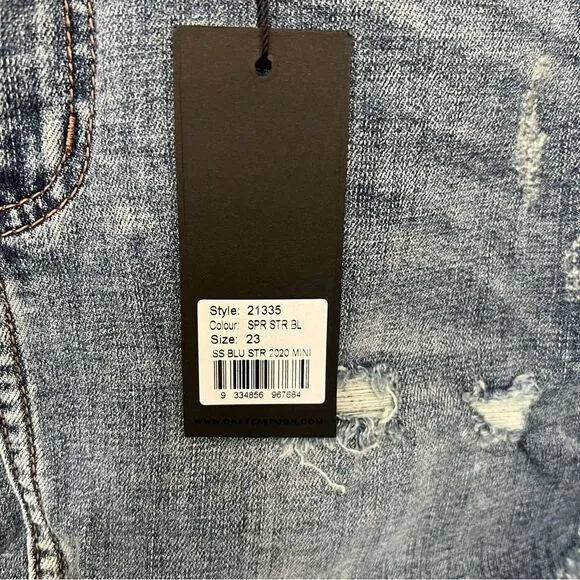 Style: 21335
Colour: SPR STR BL
Size: 23
SS BLU STR 2020 MINI
9 334856 967684
WWW.ONETEASPOON.COM